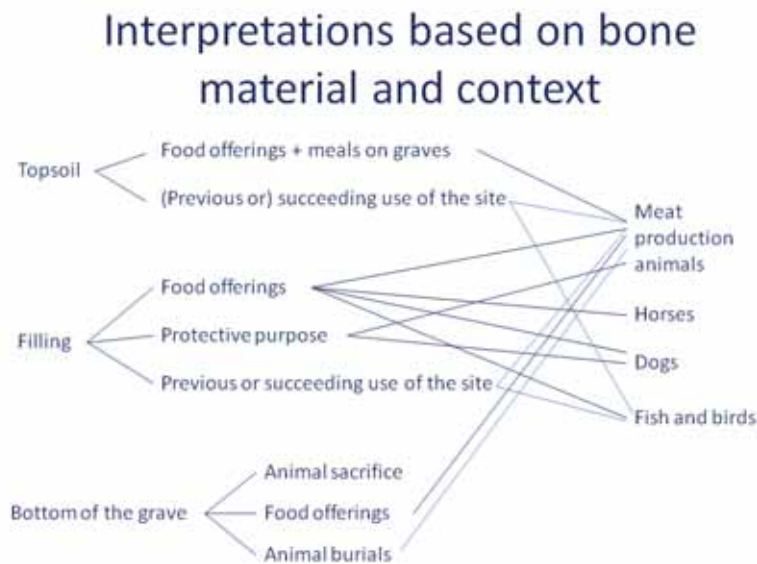 Interpretations based on bone
material and context
Topsoil
Food offerings + meals on graves
(Previous or) succeeding use of the site
Filling
Food offerings
Protective purpose
Previous or succeeding use of the site
Bottom of the grave
Animal sacrifice
Food offerings
Animal burials
Meat
production
animals
Horses
Dogs
Fish and birds